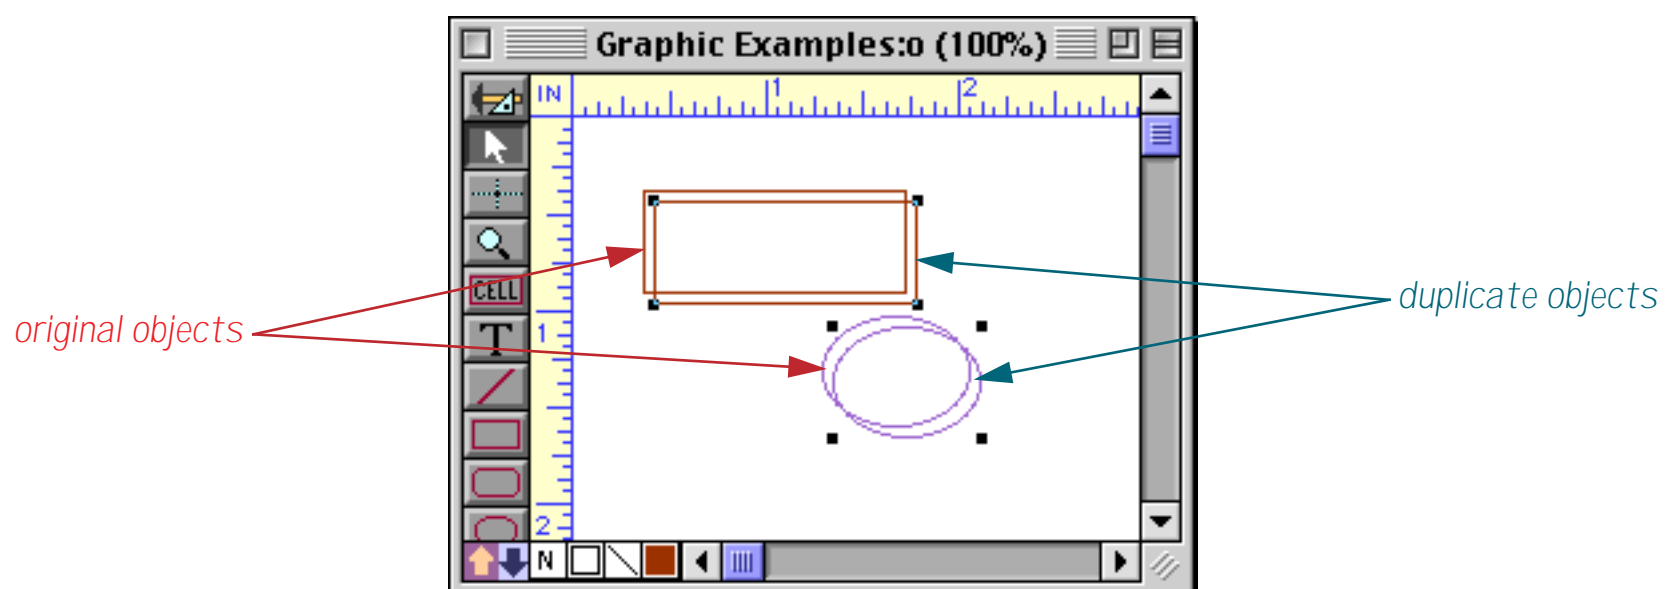 Graphic Examples:o (100%)
IN
1
2
CELL
original objects
T
1
duplicate objects
2
N